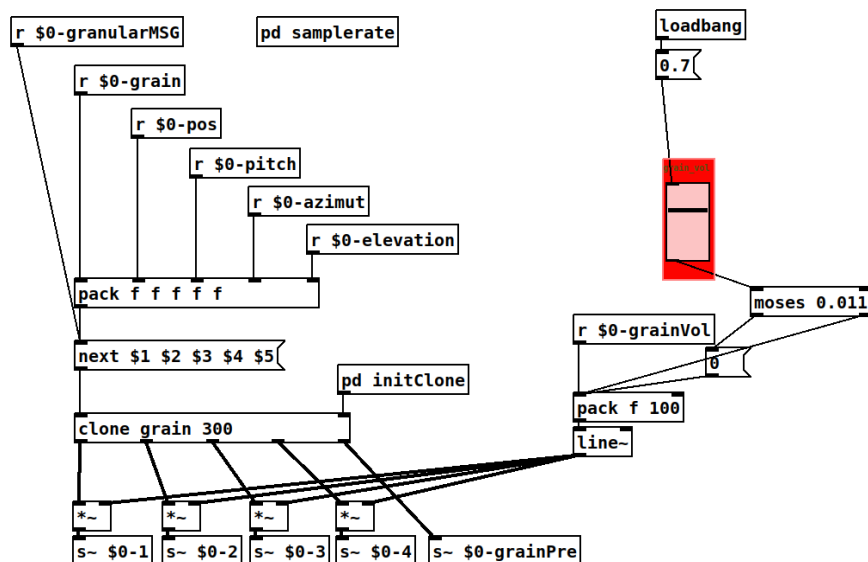 r $0-granularMSG
pd samplerate
loadbang
0.7
r $0-grain
r $0-pos
r $0-pitch
grain_vol
r $0-azimut
r $0-elevation
pack f f f f f
moses 0.011
r $0-grainVol
next $1 $2 $3 $4 $5
0
pd initClone
pack f 100
clone grain 300
line~
*~
*~
*~
*~
s~ $0-1
s~ $0-2
s~ $0-3
s~ $0-4
s~ $0-grainPre